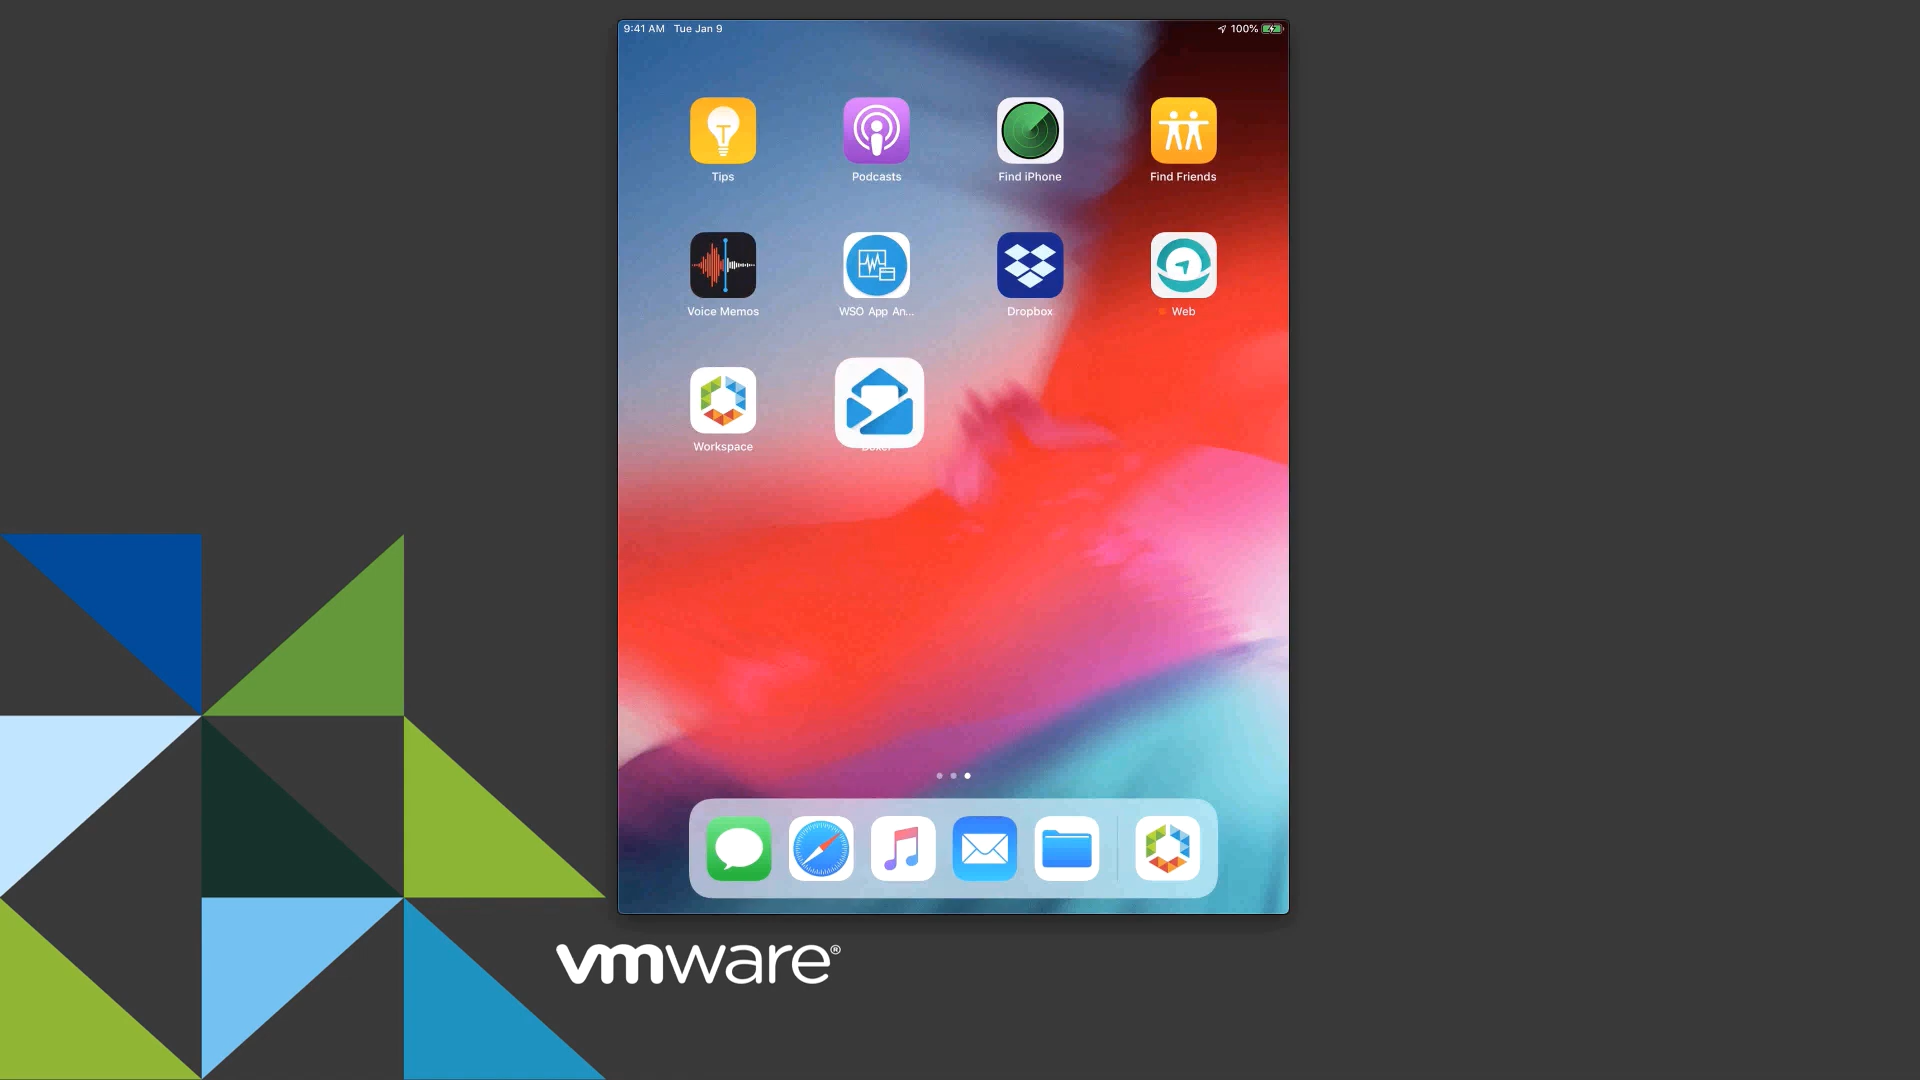 9:41 AM Tue Jan 9
100%
Tips
Podcasts
Find iPhone
Find Friends
Voice Memos
WSO App An...
Dropbox
Web
Workspace
vmware®